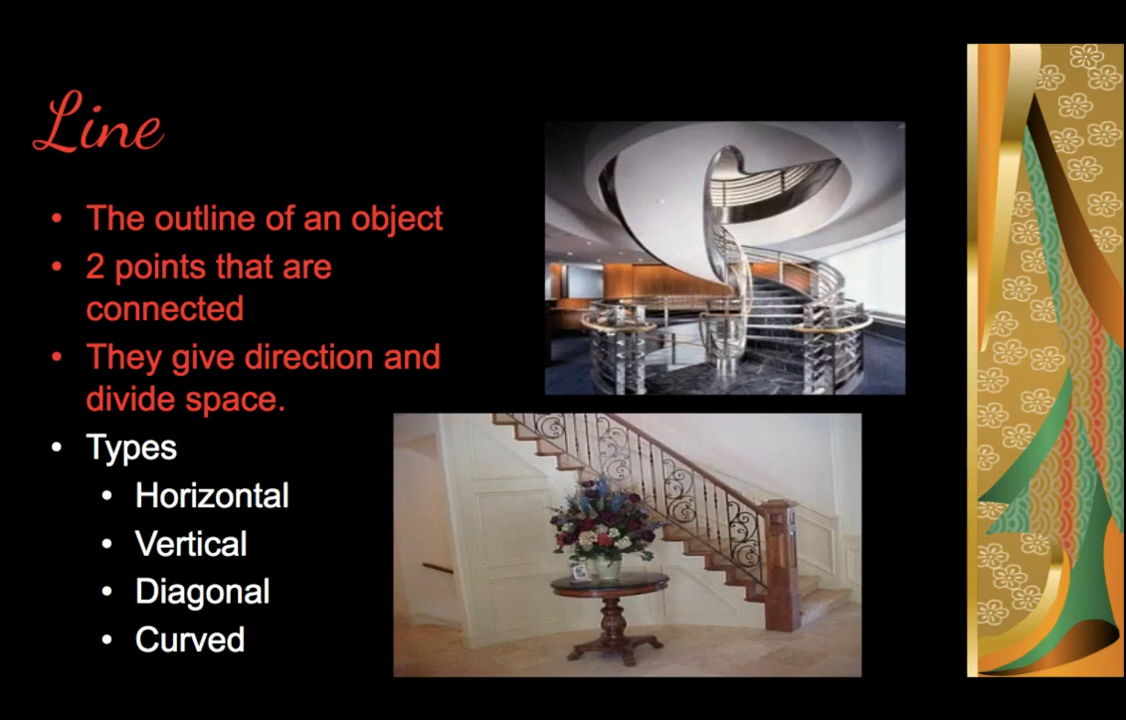 Line
• The outline of an object
• 2 points that are
connected
• They give direction and
divide space.
• Types
• Horizontal
• Vertical
• Diagonal
• Curved